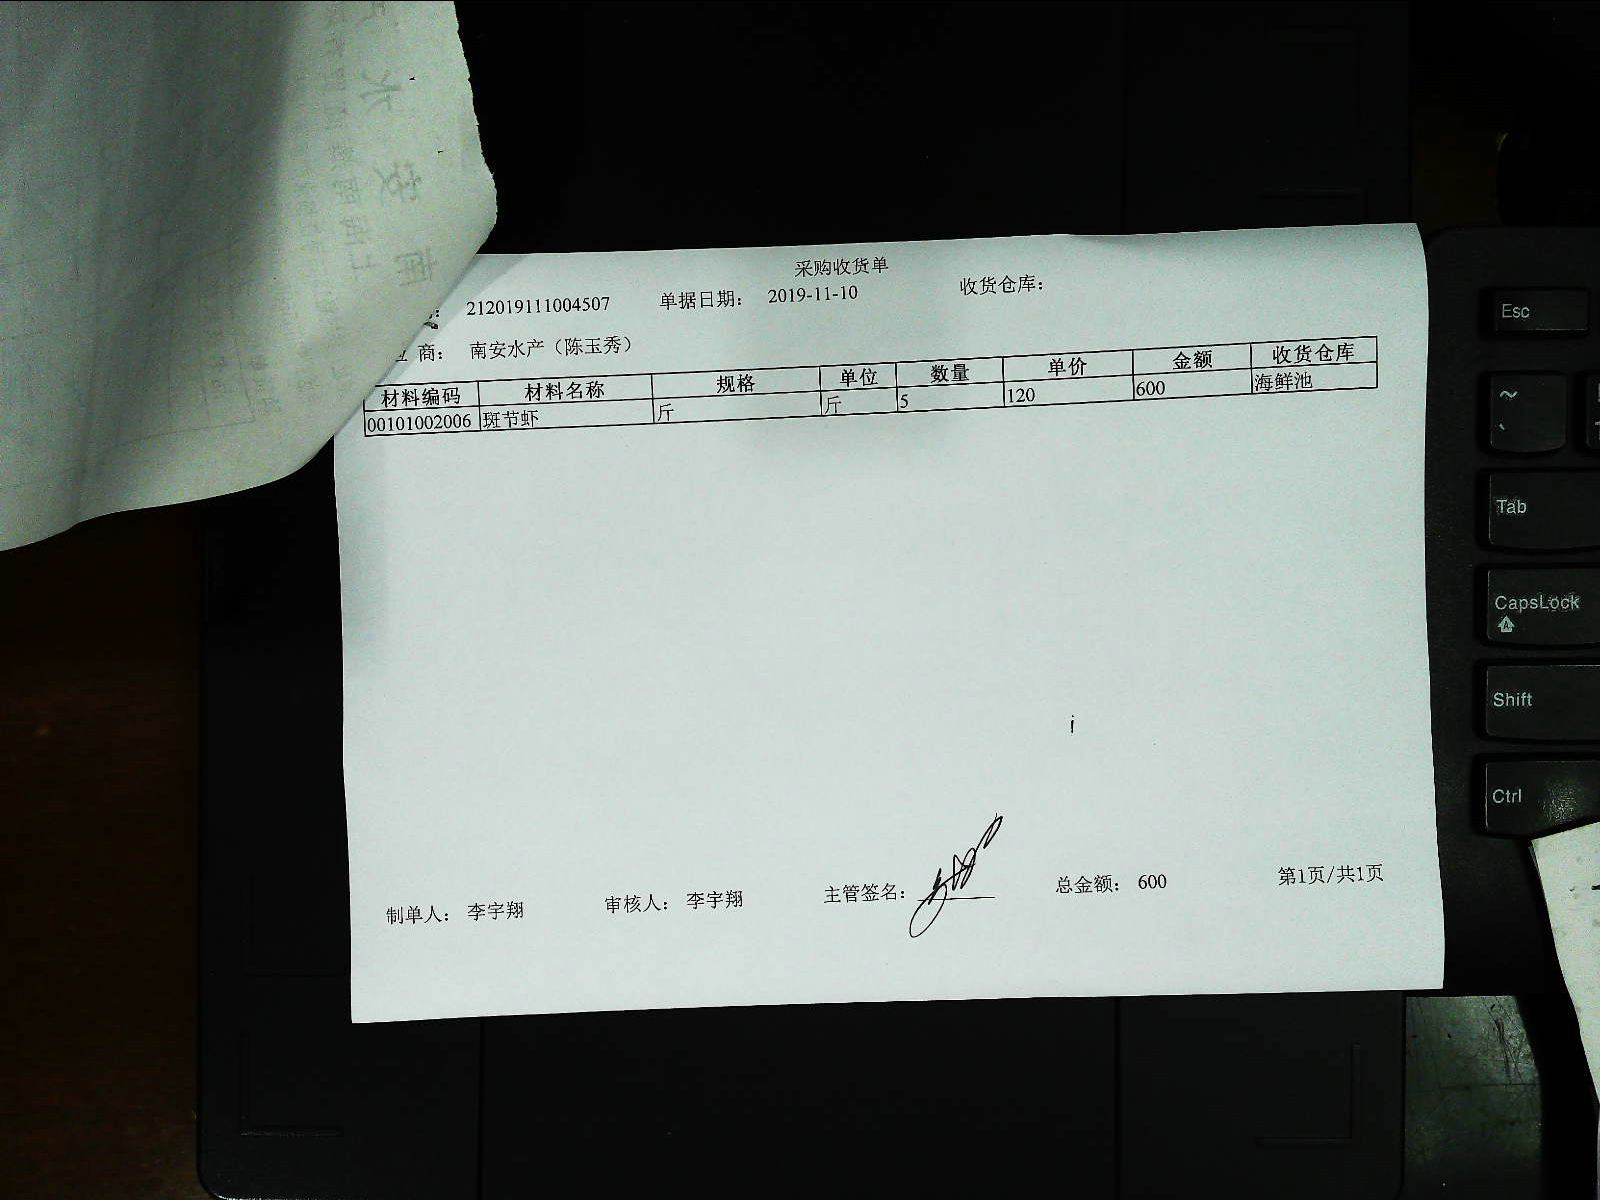 采购收货单
212019111004507 单据日期： 2019-11-10 收货仓库：
商： 南安水产（陈玉秀）
材料编码 材料名称 规格 单位 数量 单价 金额 收货仓库
00101002006 斑节虾 斤 斤 5 120 600 海鲜池
i
制单人： 李宇翔 审核人： 李宇翔 主管签名： 总金额： 600 第1页/共1页
水
安
Esc
~
`
Tab
CapsLock
Shift
Ctrl